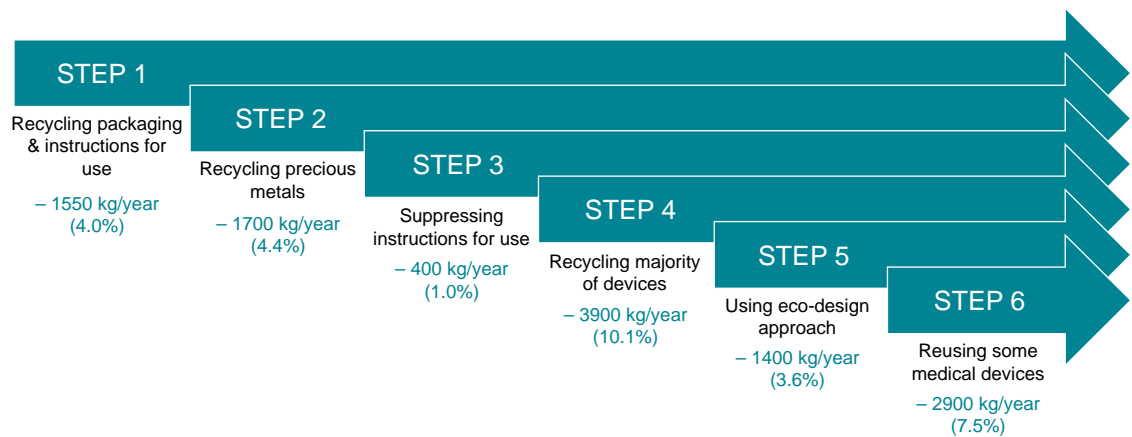 STEP 1
Recycling packaging
& instructions for
use
– 1550 kg/year
(4.0%)
STEP 2
Recycling precious
metals
– 1700 kg/year
(4.4%)
STEP 3
Suppressing
instructions for use
– 400 kg/year
(1.0%)
STEP 4
Recycling majority
of devices
– 3900 kg/year
(10.1%)
STEP 5
Using eco-design
approach
– 1400 kg/year
(3.6%)
STEP 6
Reusing some
medical devices
– 2900 kg/year
(7.5%)